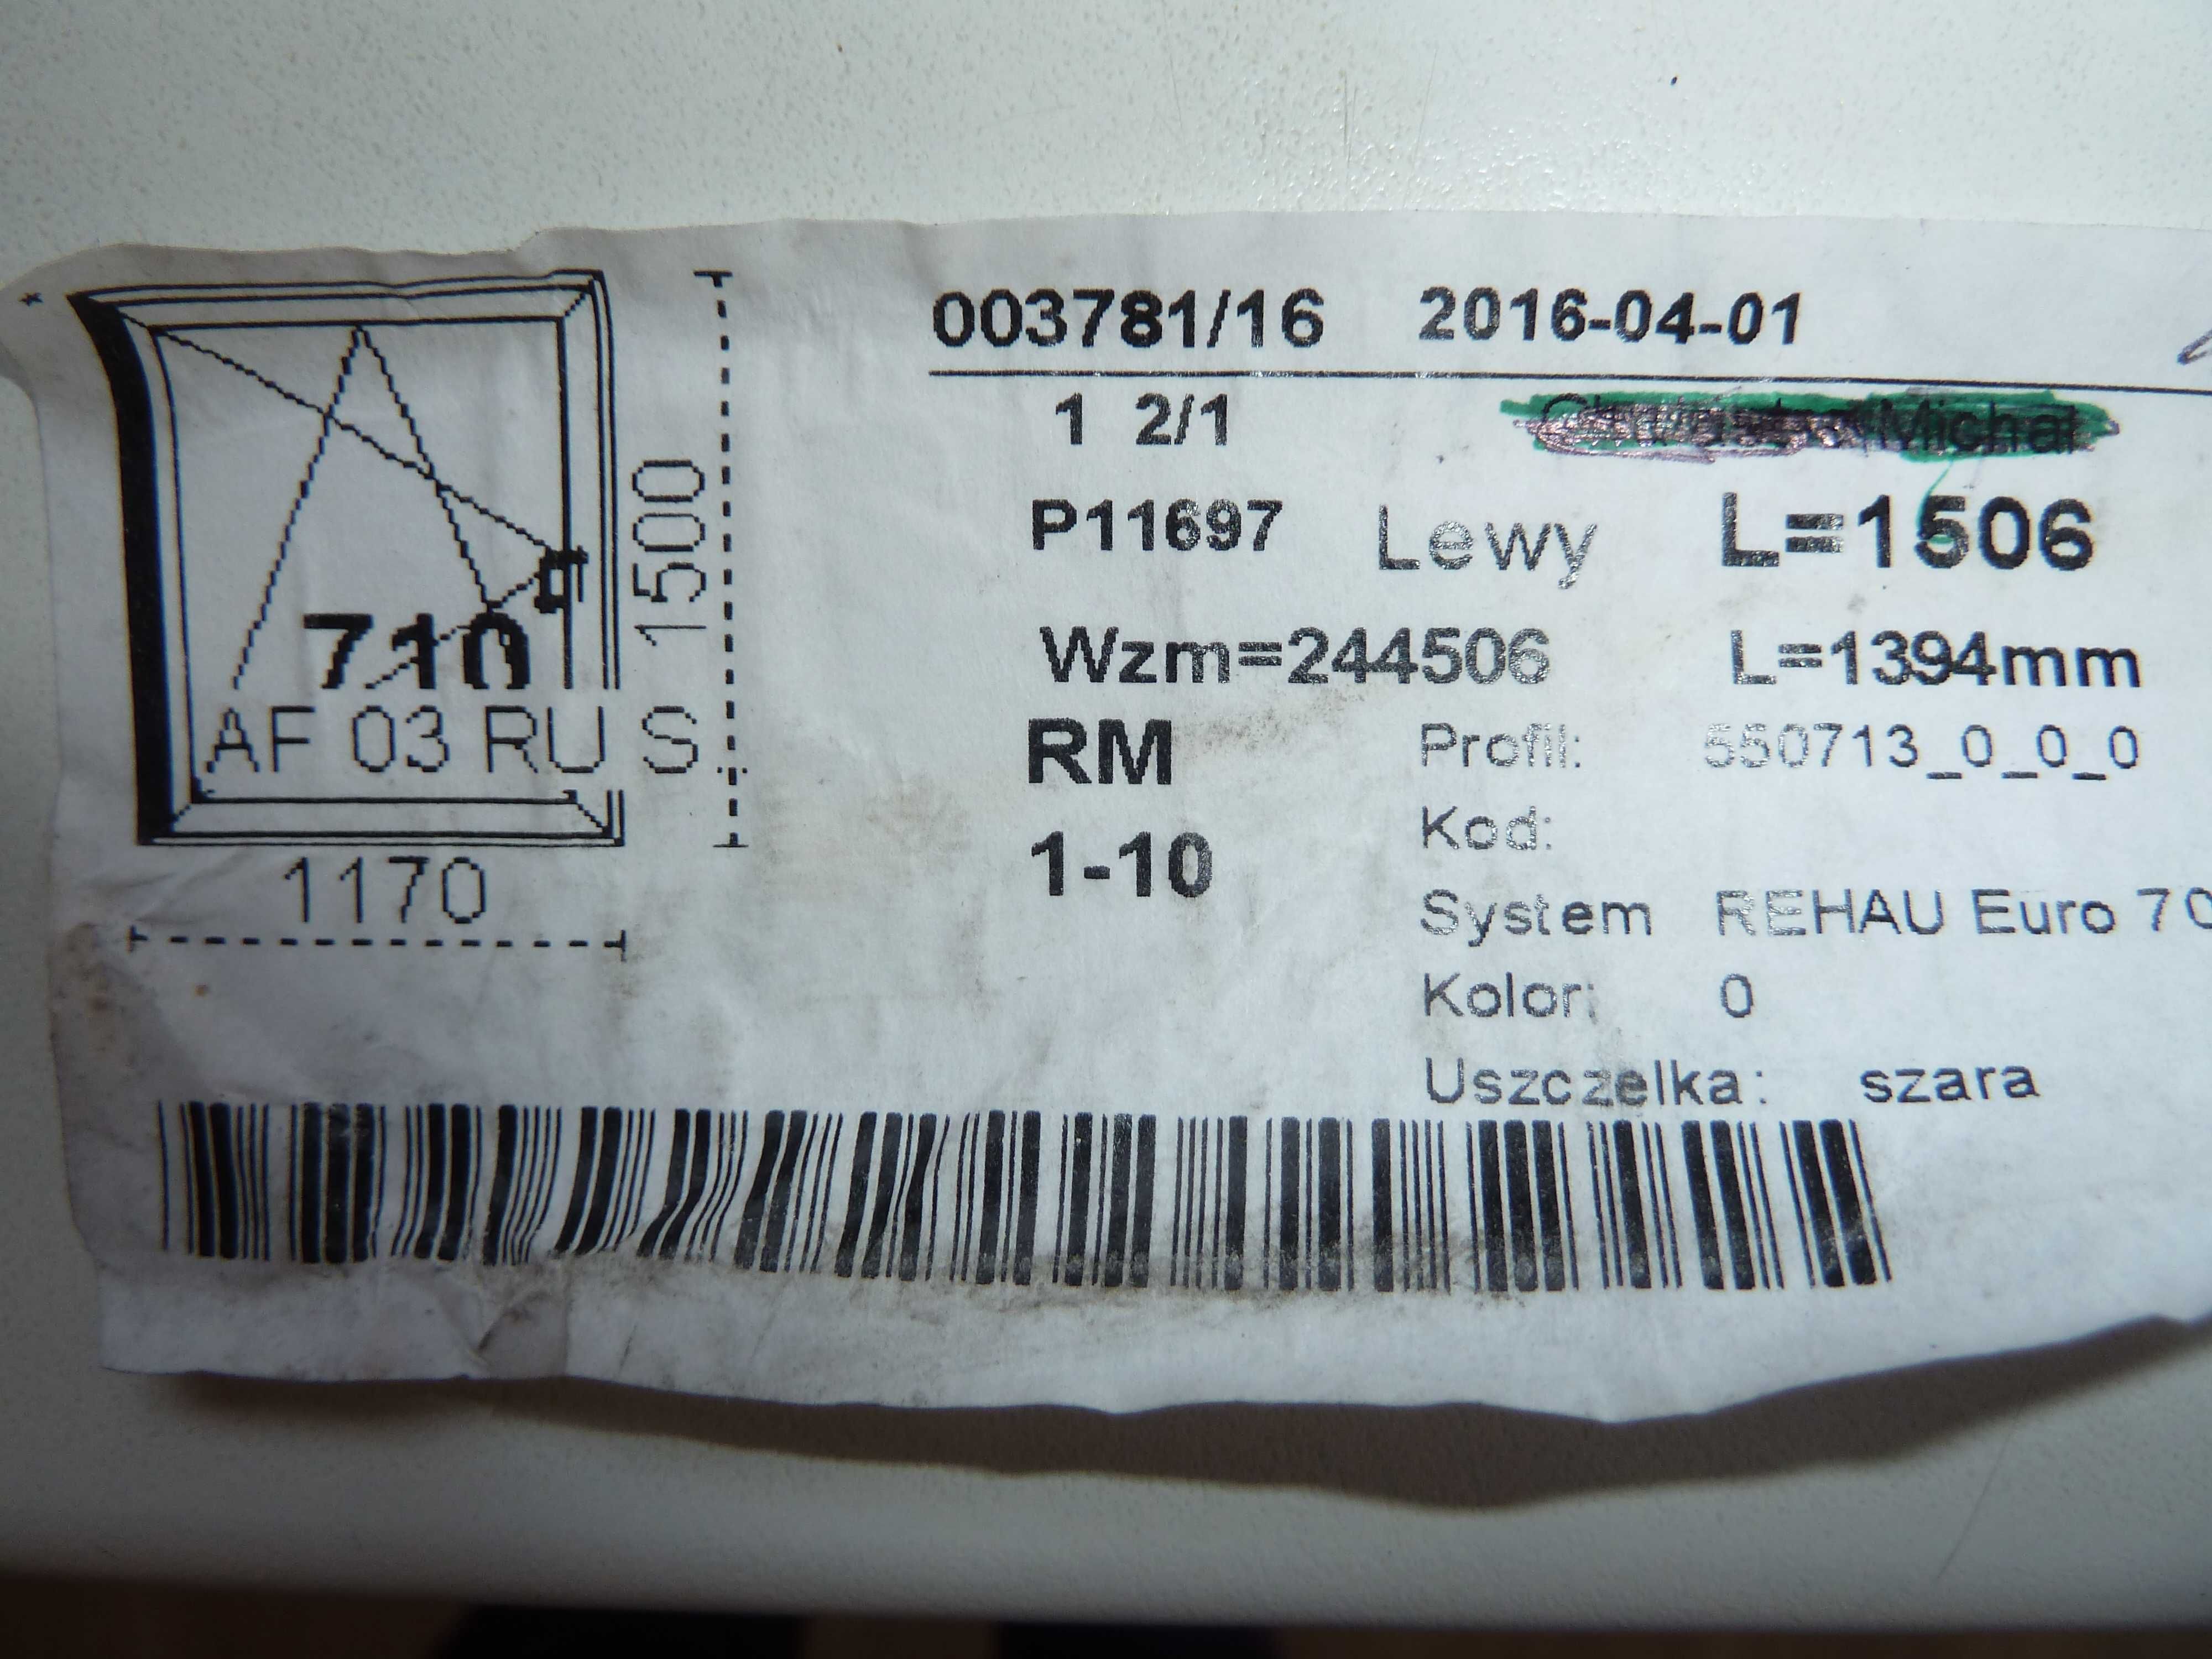 003781/16 2016-04-01
1 2/1
P11697 Lewy L=1506
Wzm=244506 L=1394mm
RM
1-10
Profil: 550713_0_0_0
Kod:
System REHAU Euro 70
Kolor: 0
Uszczelka: szara
1500
710
AF 03 RU S
1170